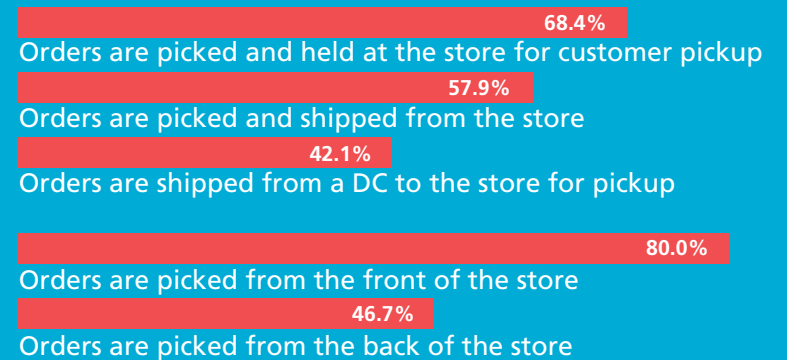 68.4%
Orders are picked and held at the store for customer pickup
57.9%
Orders are picked and shipped from the store
42.1%
Orders are shipped from a DC to the store for pickup
80.0%
Orders are picked from the front of the store
46.7%
Orders are picked from the back of the store